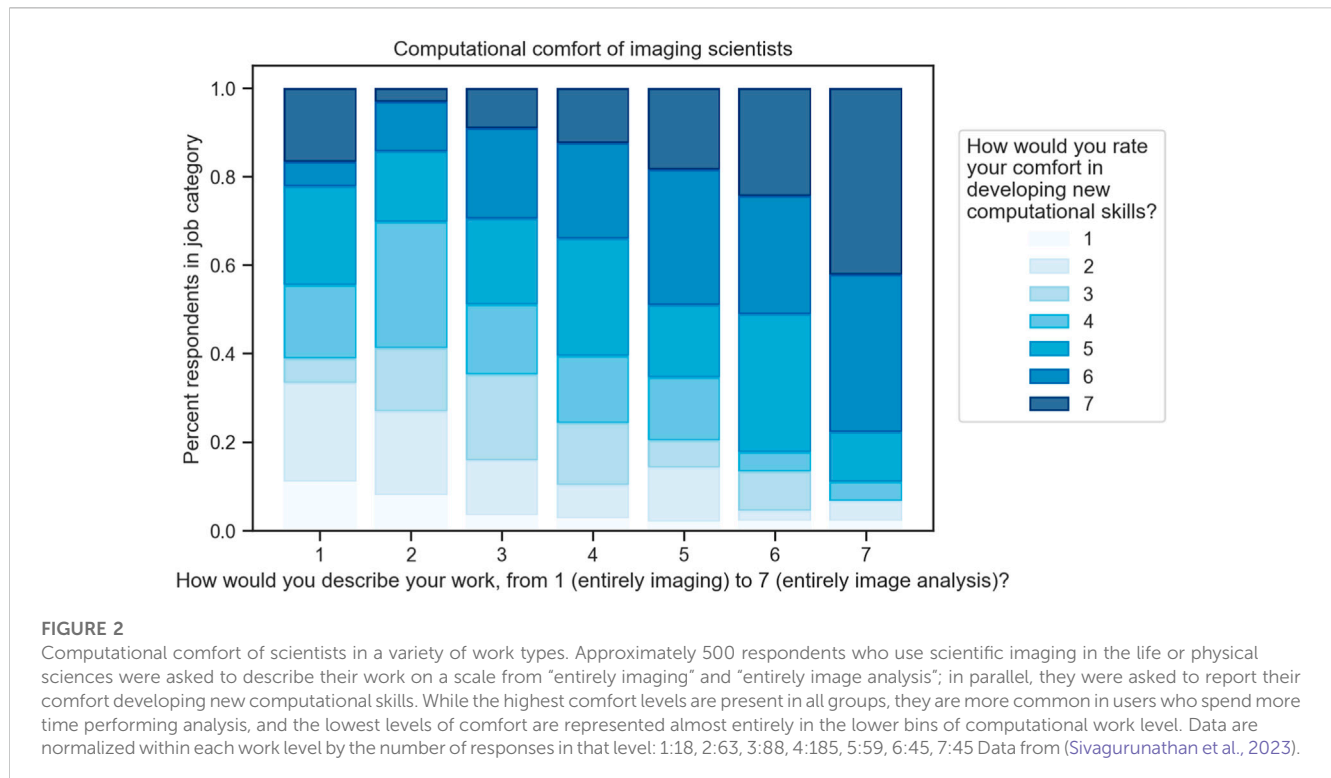 Computational comfort of imaging scientists
Percent respondents in job category
1.0
0.8
0.6
0.4
0.2
0.0
1 2 3 4 5 6 7
How would you describe your work, from 1 (entirely imaging) to 7 (entirely image analysis)?
How would you rate
your comfort in
developing new
computational skills?
1
2
3
4
5
6
7
FIGURE 2
Computational comfort of scientists in a variety of work types. Approximately 500 respondents who use scientific imaging in the life or physical
sciences were asked to describe their work on a scale from “entirely imaging” and “entirely image analysis”; in parallel, they were asked to report their
comfort developing new computational skills. While the highest comfort levels are present in all groups, they are more common in users who spend more
time performing analysis, and the lowest levels of comfort are represented almost entirely in the lower bins of computational work level. Data are
normalized within each work level by the number of responses in that level: 1:18, 2:63, 3:88, 4:185, 5:59, 6:45, 7:45 Data from (Sivagurunathan et al., 2023).